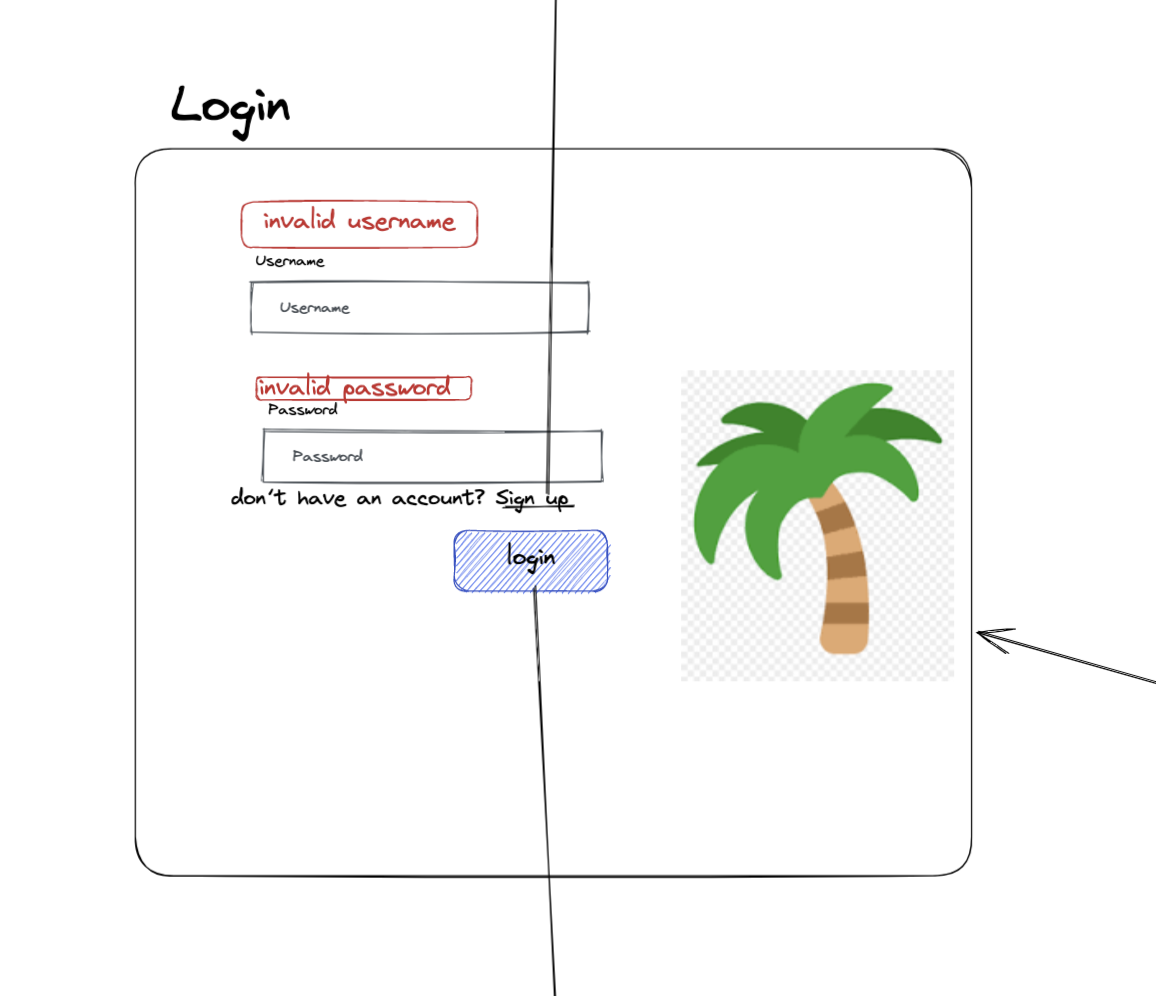 Login
invalid username
Username
Username
invalid password
Password
Password
don't have an account? Sign up
login